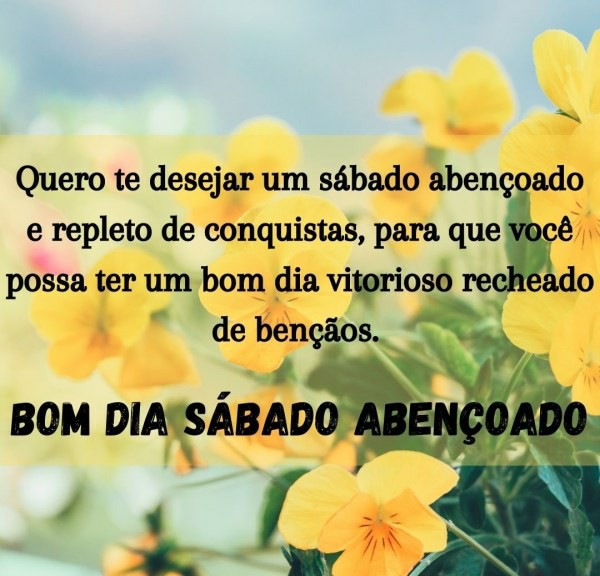 Quero te desejar um sábado abençoado
e repleto de conquistas, para que você
possa ter um bom dia vitorioso recheado
de bençãos.
BOM DIA SÁBADO ABENÇOADO